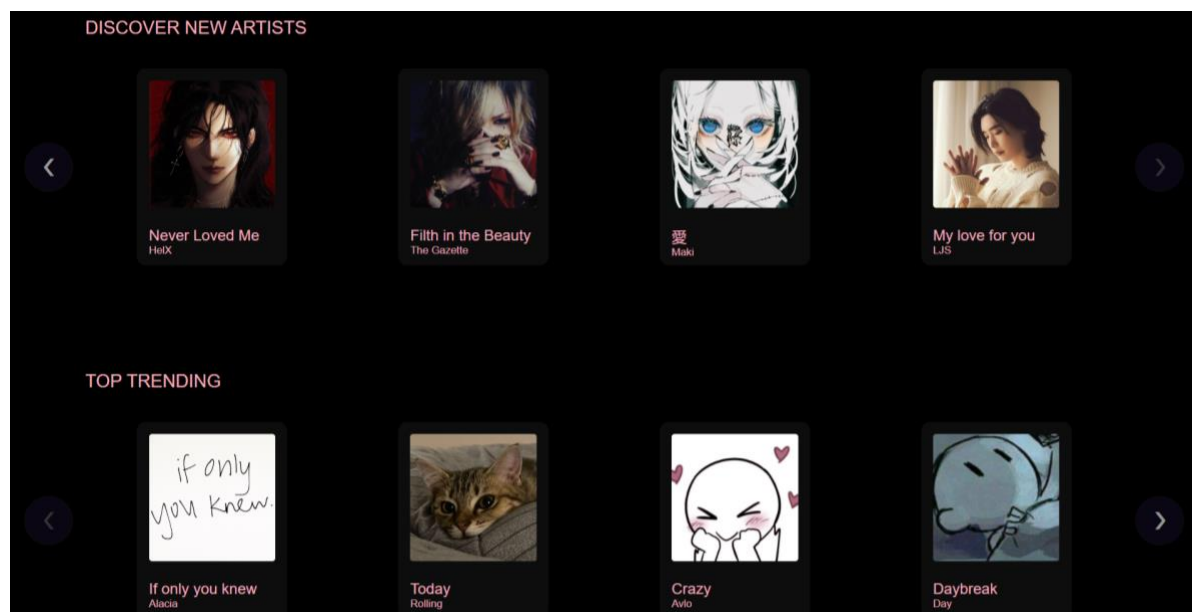 DISCOVER NEW ARTISTS
Never Loved Me
HelX
Filth in the Beauty
The Gazette
愛
Maki
My love for you
LJS
TOP TRENDING
if only
you knew.
If only you knew
Alacia
Today
Rolling
Crazy
Avlo
Daybreak
Day